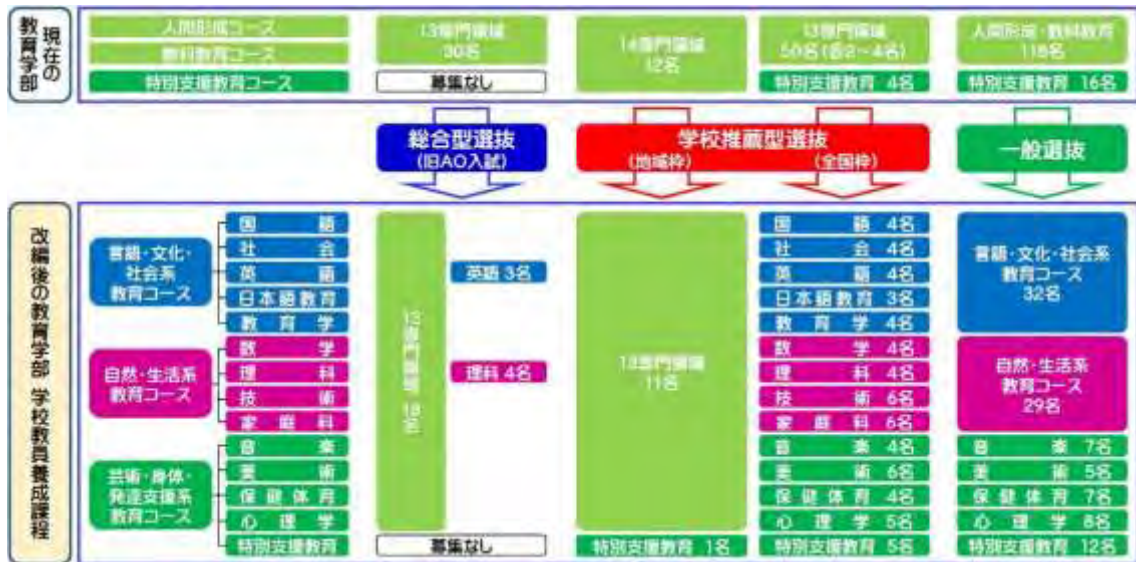 現在の教育学部
人間形成コース
教科教育コース
特別支援教育コース
13専門領域
30名
募集なし
14専門領域
12名
13専門領域
50名(各2～4名)
特別支援教育 4名
人間形成・教科教育
118名
特別支援教育 16名
総合型選抜
(旧AO入試)
学校推薦型選抜
(地域枠)
(全国枠)
一般選抜
改編後の教育学部 学校教員養成課程
言語・文化・
社会系
教育コース
国語
社会
英語
日本語教育
教育学
自然・生活系
教育コース
数学
理科
技術
家庭科
芸術・身体・
発達支援系
教育コース
音楽
美術
保健体育
心理学
特別支援教育
13専門領域 18名
英語 3名
理科 4名
募集なし
13専門領域
11名
特別支援教育 1名
国語 4名
社会 4名
英語 4名
日本語教育 3名
教育学 4名
数学 4名
理科 4名
技術 6名
家庭科 6名
音楽 4名
美術 6名
保健体育 4名
心理学 5名
特別支援教育 5名
言語・文化・社会系
教育コース
32名
自然・生活系
教育コース
29名
音楽 7名
美術 5名
保健体育 7名
心理学 8名
特別支援教育 12名